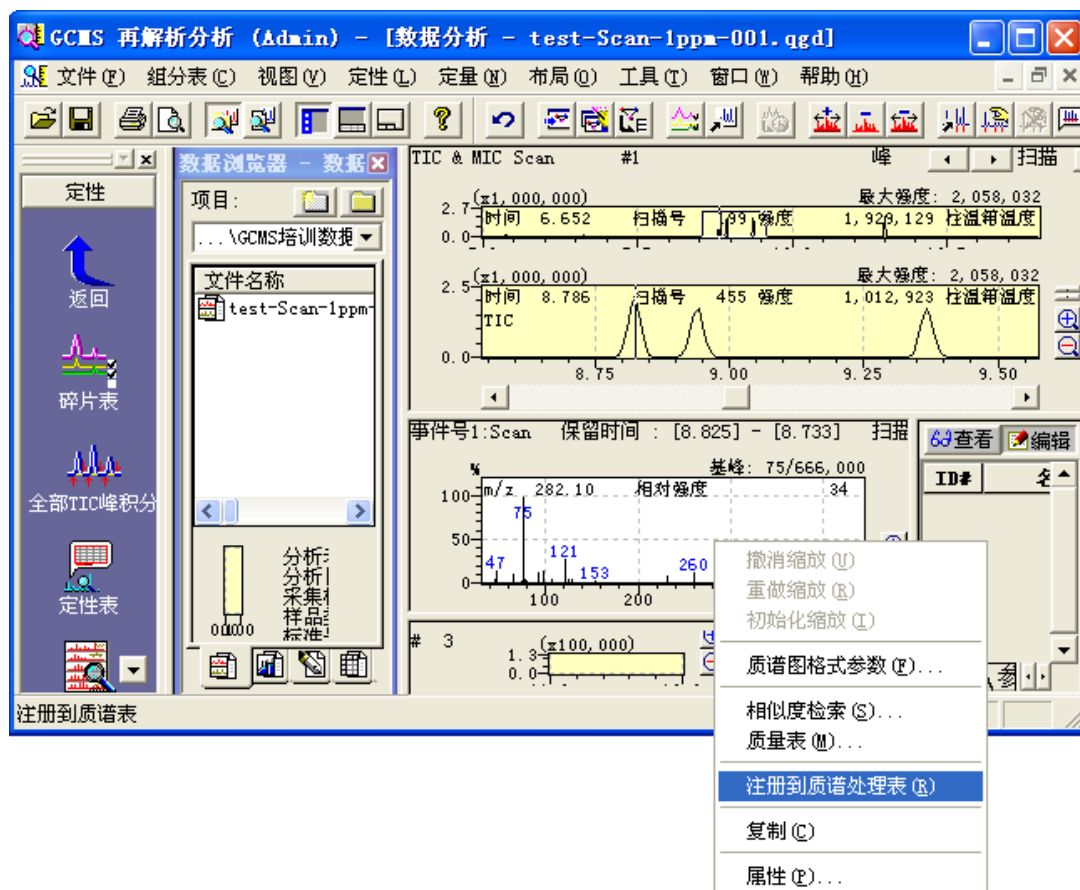 GCMS 再解析分析 (Admin) - [数据分析 - test-Scan-1ppm-001.qgd]
文件(F) 组分表(C) 视图(V) 定性(L) 定量(N) 布局(O) 工具(T) 窗口(W) 帮助(H)
定性
返回
碎片表
全部TIC峰积分
定性表
数据浏览器 - 数据
项目:
...\GCMS培训数据
文件名称
test-Scan-1ppm-
分析
分析
采集
样品
标准
TIC & MIC Scan #1 峰 扫描
(x1,000,000) 最大强度: 2,058,032
2.7 时间 6.652 扫描号 199 强度 1,929,129 柱温箱温度
0.0
(x1,000,000) 最大强度: 2,058,032
2.5 时间 8.786 扫描号 455 强度 1,012,923 柱温箱温度
TIC
0.0
8.75 9.00 9.25 9.50
事件号1:Scan 保留时间 : [8.825] - [8.733] 扫描
% 基峰: 75/666,000
100 m/z 282.10 相对强度 34
75
50
47 121 153 260
0
100 200
# 3 (x100,000)
1.3
0.0
查看 编辑
ID# 名
参
撤消缩放(U)
重做缩放(R)
初始化缩放(I)
质谱图格式参数(F)...
相似度检索(S)...
质量表(M)...
注册到质谱处理表(R)
复制(C)
属性(P)...
注册到质谱表